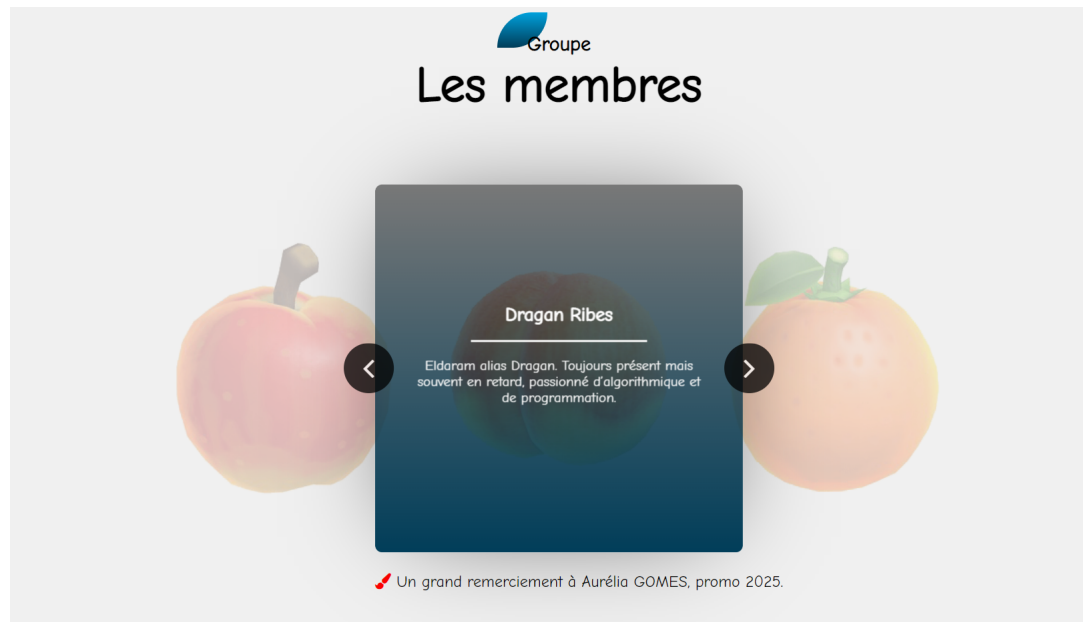 Groupe
Les membres
Dragan Ribes
Eldaram alias Dragan. Toujours présent mais
souvent en retard, passionné d'algorithmique et
de programmation.
Un grand remerciement à Aurélia GOMES, promo 2025.